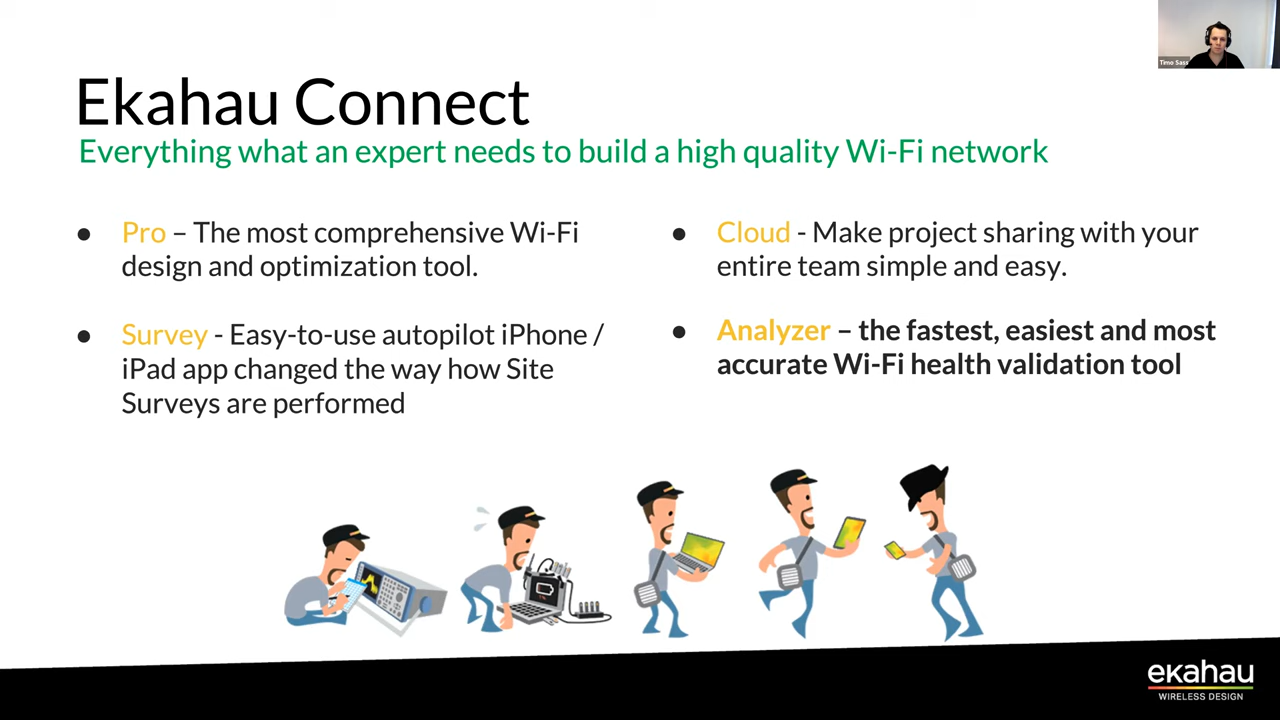 Timo Sass
Ekahau Connect
Everything what an expert needs to build a high quality Wi-Fi network
● Pro – The most comprehensive Wi-Fi
design and optimization tool.
● Survey - Easy-to-use autopilot iPhone /
iPad app changed the way how Site
Surveys are performed
● Cloud - Make project sharing with your
entire team simple and easy.
● Analyzer – the fastest, easiest and most
accurate Wi-Fi health validation tool
ekahau
WIRELESS DESIGN